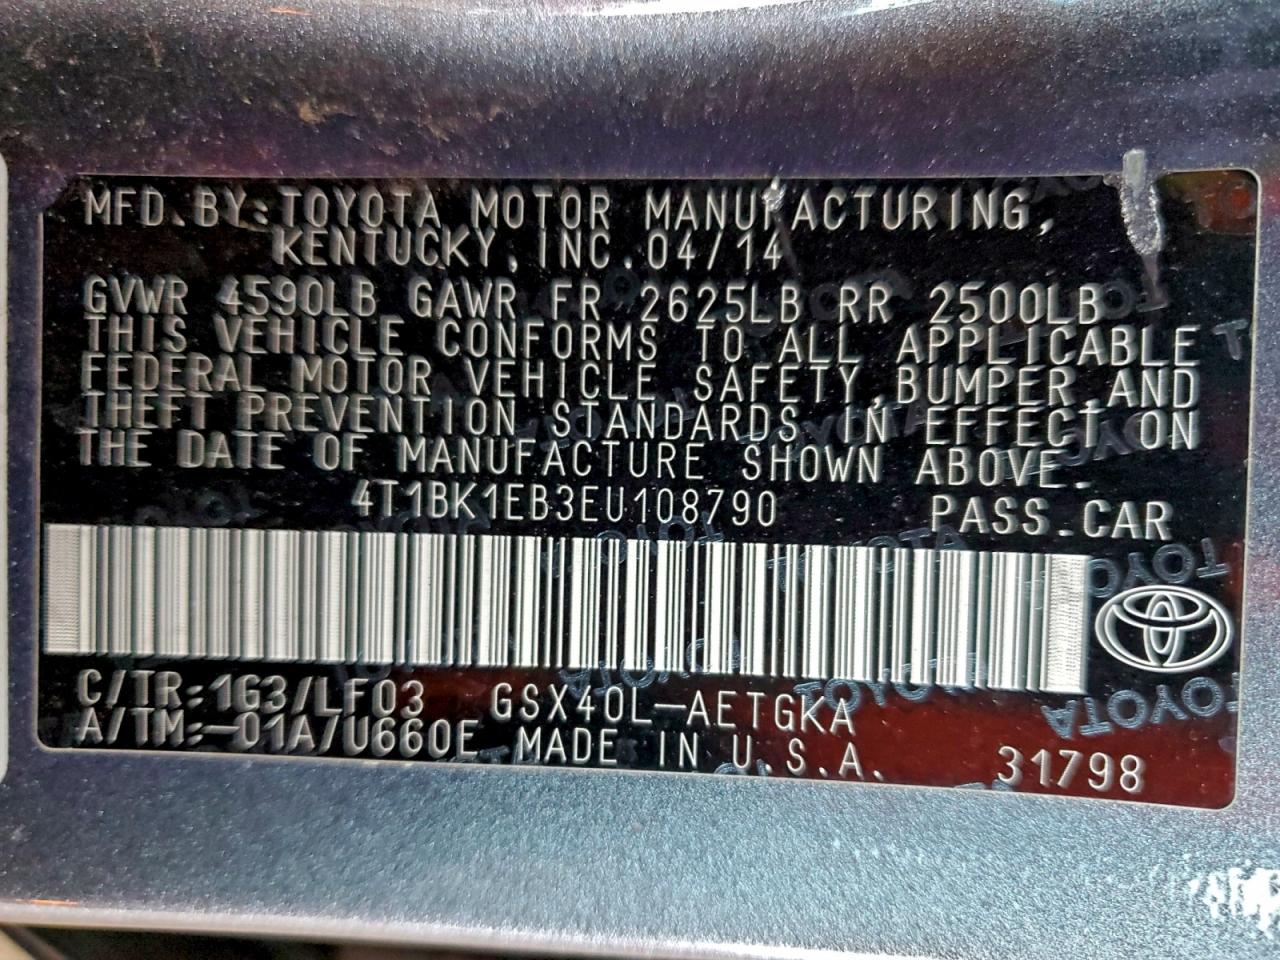 MFD.BY:TOYOTA MOTOR MANUFACTURING,
KENTUCKY,INC.04/14
GVWR 4590LB GAWR FR 2625LB RR 2500LB
THIS VEHICLE CONFORMS TO ALL APPLICABLE
FEDERAL MOTOR VEHICLE SAFETY,BUMPER,AND
THEFT PREVENTION STANDARDS IN EFFECT ON
THE DATE OF MANUFACTURE SHOWN ABOVE.
4T1BK1EB3EU108790 PASS.CAR
C/TR:1G3/LF03 GSX40L-AETGKA
A/TM:-01A/U660E MADE IN U.S.A. 31798